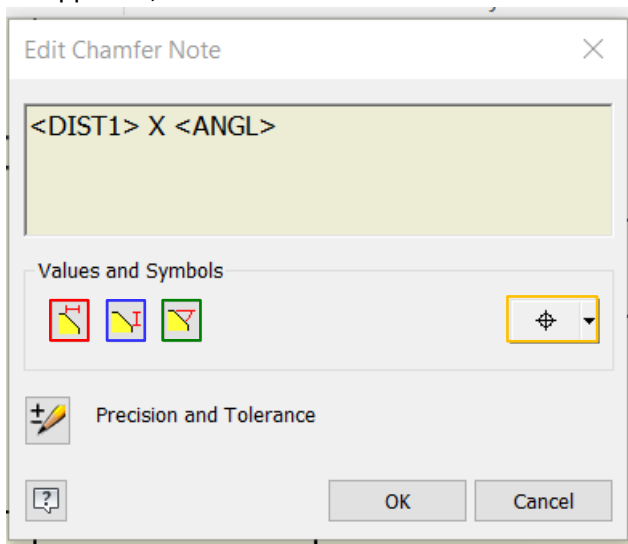 Edit Chamfer Note
<DIST1> X <ANGL>
Values and Symbols
Precision and Tolerance
OK Cancel